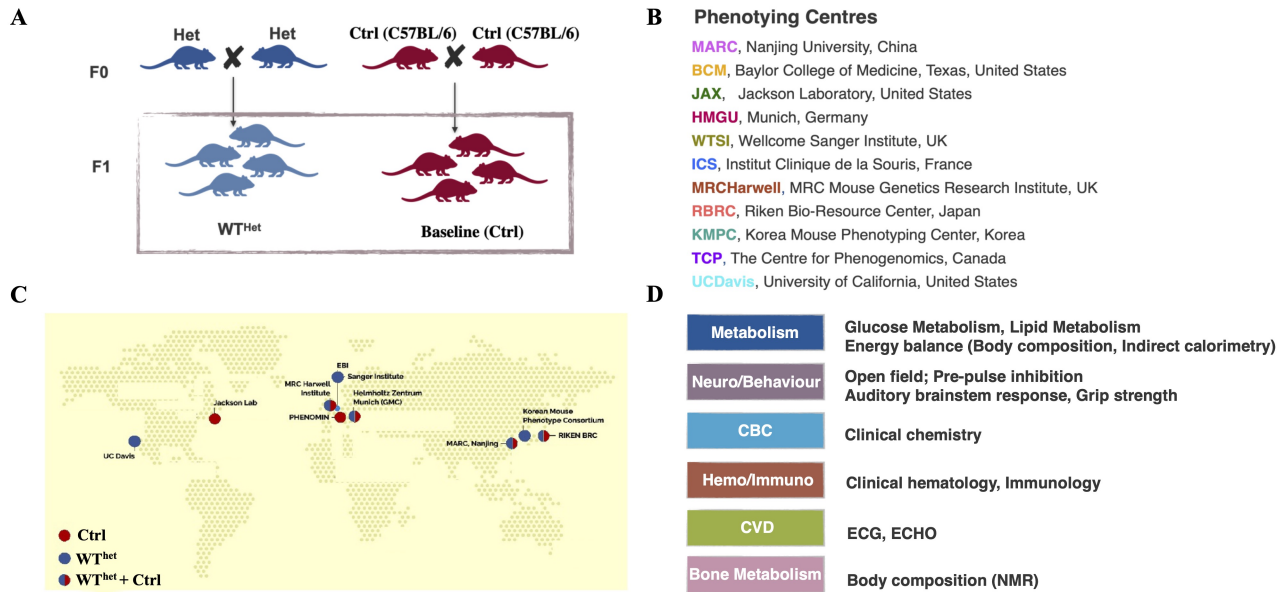 A
Het
Het
Ctrl (C57BL/6)
Ctrl (C57BL/6)
F0
F1
WTHet
Baseline (Ctrl)
B
Phenotying Centres
MARC, Nanjing University, China
BCM, Baylor College of Medicine, Texas, United States
JAX, Jackson Laboratory, United States
HMGU, Munich, Germany
WTSI, Wellcome Sanger Institute, UK
ICS, Institut Clinique de la Souris, France
MRCHarwell, MRC Mouse Genetics Research Institute, UK
RBRC, Riken Bio-Resource Center, Japan
KMPC, Korea Mouse Phenotyping Center, Korea
TCP, The Centre for Phenogenomics, Canada
UCDavis, University of California, United States
C
EBI
Sanger Institute
MRC Harwell
Institute
Helmholtz Zentrum
Munich (GMC)
PHENOMIN
Jackson Lab
UC Davis
Korean Mouse
Phenotype Consortium
RIKEN BRC
MARC, Nanjing
Ctrl
WThet
WThet + Ctrl
D
Metabolism
Glucose Metabolism, Lipid Metabolism
Energy balance (Body composition, Indirect calorimetry)
Neuro/Behaviour
Open field; Pre-pulse inhibition
Auditory brainstem response, Grip strength
CBC
Clinical chemistry
Hemo/Immuno
Clinical hematology, Immunology
CVD
ECG, ECHO
Bone Metabolism
Body composition (NMR)